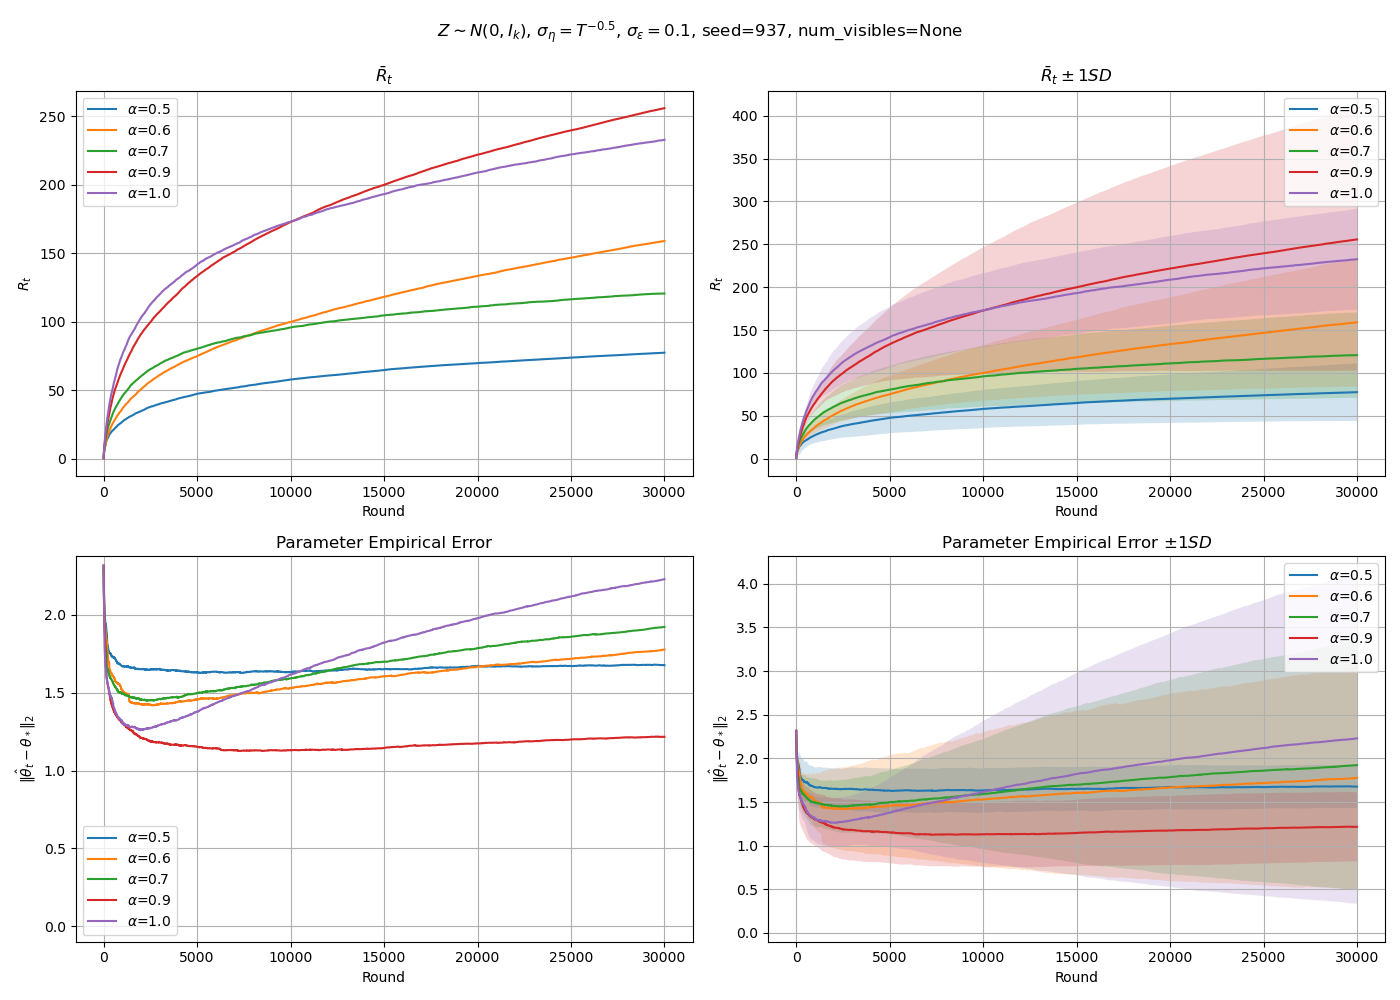 Z ~ N(0, I_k), σ_η = T^{-0.5}, σ_ε = 0.1, seed=937, num_visibles=None
R̄_t
R_t
250
200
150
100
50
0
α=0.5
α=0.6
α=0.7
α=0.9
α=1.0
0 5000 10000 15000 20000 25000 30000
Round
R̄_t ± 1SD
R_t
400
350
300
250
200
150
100
50
0
α=0.5
α=0.6
α=0.7
α=0.9
α=1.0
0 5000 10000 15000 20000 25000 30000
Round
Parameter Empirical Error
‖θ̂_t − θ*‖₂
2.0
1.5
1.0
0.5
0.0
α=0.5
α=0.6
α=0.7
α=0.9
α=1.0
0 5000 10000 15000 20000 25000 30000
Round
Parameter Empirical Error ±1SD
‖θ̂_t − θ*‖₂
4.0
3.5
3.0
2.5
2.0
1.5
1.0
0.5
0.0
α=0.5
α=0.6
α=0.7
α=0.9
α=1.0
0 5000 10000 15000 20000 25000 30000
Round